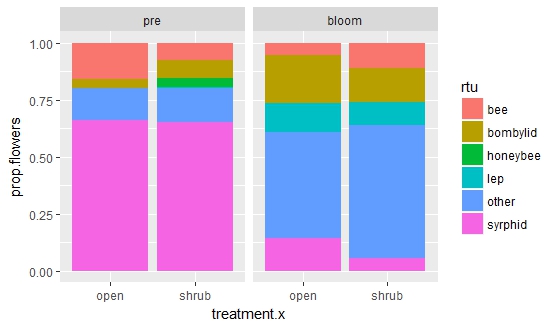 pre
bloom
prop.flowers
1.00
0.75
0.50
0.25
0.00
open
shrub
open
shrub
treatment.x
rtu
bee
bombylid
honeybee
lep
other
syrphid